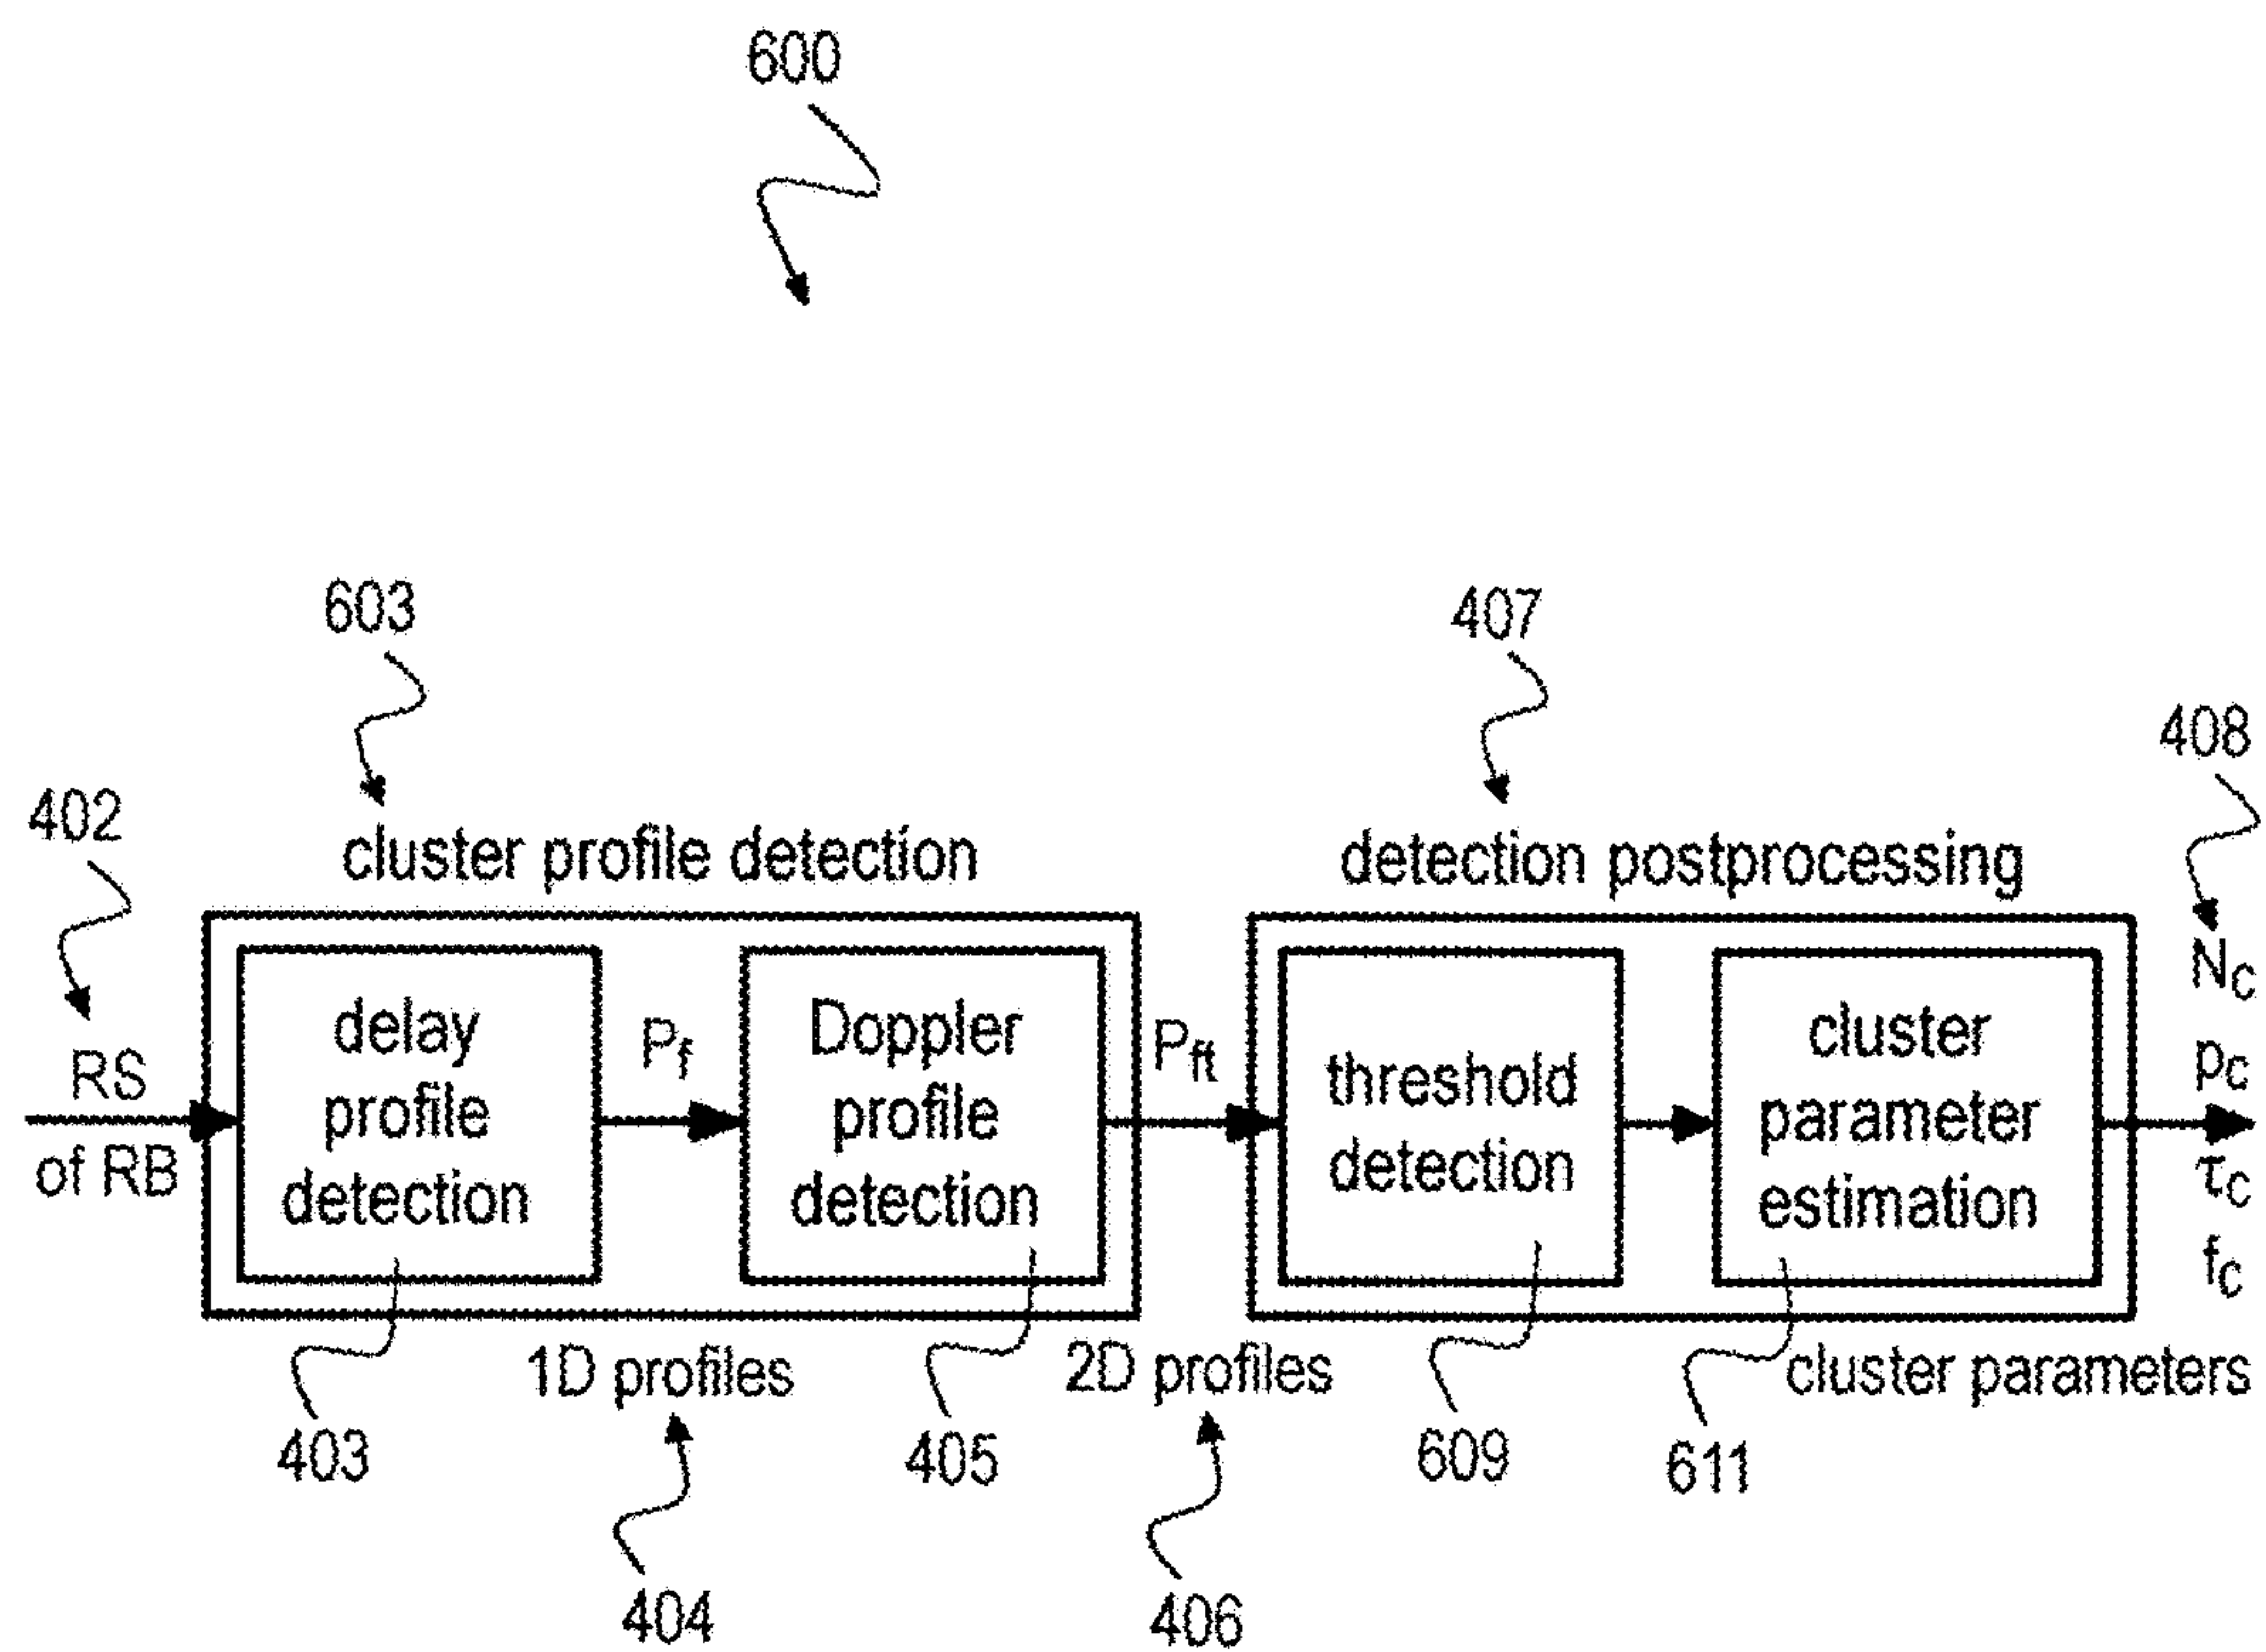 600
603
407
408
402
cluster profile detection
detection postprocessing
RS
of RB
delay
profile
detection
Pf
Doppler
profile
detection
Pft
threshold
detection
cluster
parameter
estimation
Nc
pc
τc
fc
1D profiles
2D profiles
cluster parameters
403
405
609
611
404
406